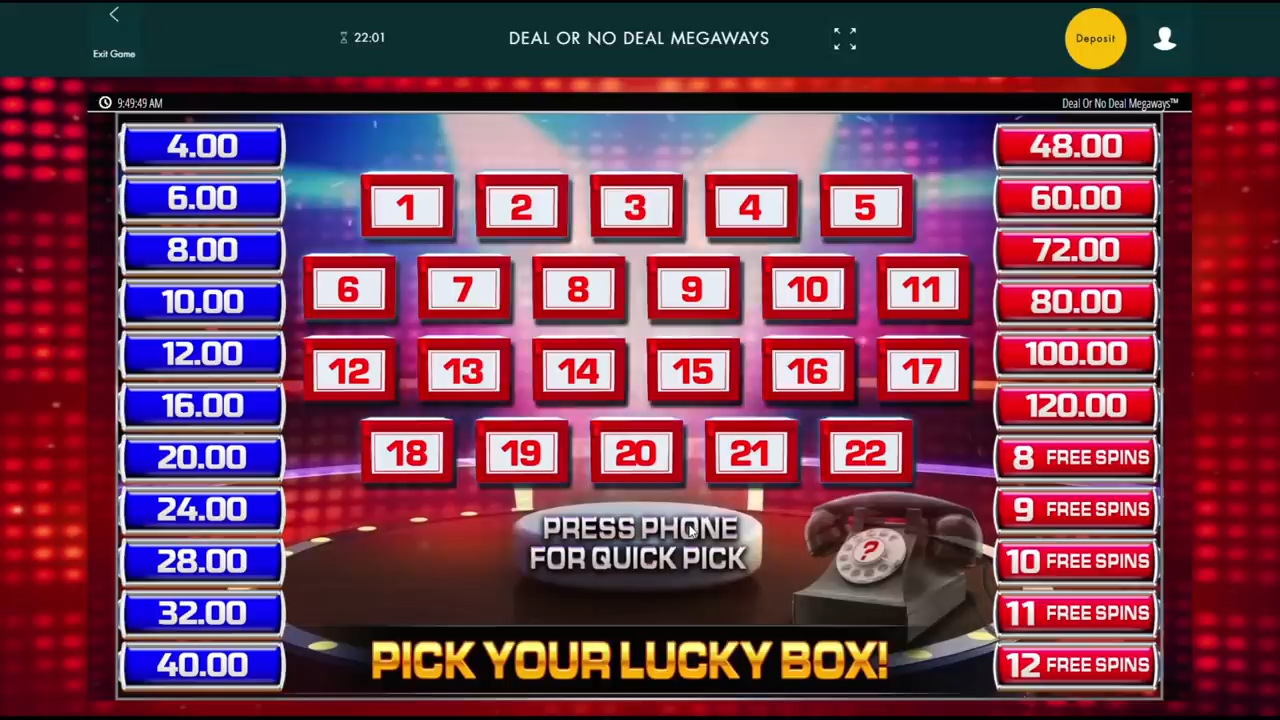 Exit Game
22:01
DEAL OR NO DEAL MEGAWAYS
Deposit
9:49:49 AM
Deal Or No Deal Megaways™
4.00
6.00
8.00
10.00
12.00
16.00
20.00
24.00
28.00
32.00
40.00
1 2 3 4 5
6 7 8 9 10 11
12 13 14 15 16 17
18 19 20 21 22
PRESS PHONE
FOR QUICK PICK
?
PICK YOUR LUCKY BOX!
48.00
60.00
72.00
80.00
100.00
120.00
8 FREE SPINS
9 FREE SPINS
10 FREE SPINS
11 FREE SPINS
12 FREE SPINS